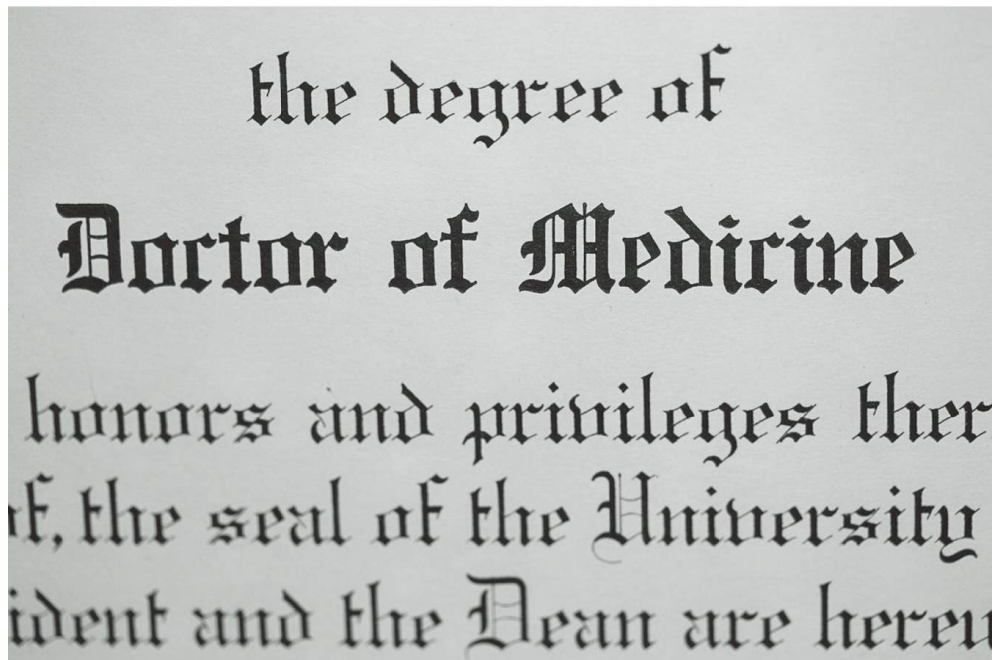 the degree of
Doctor of Medicine
honors and privileges ther
of, the seal of the University
ident and the Dean are hereu